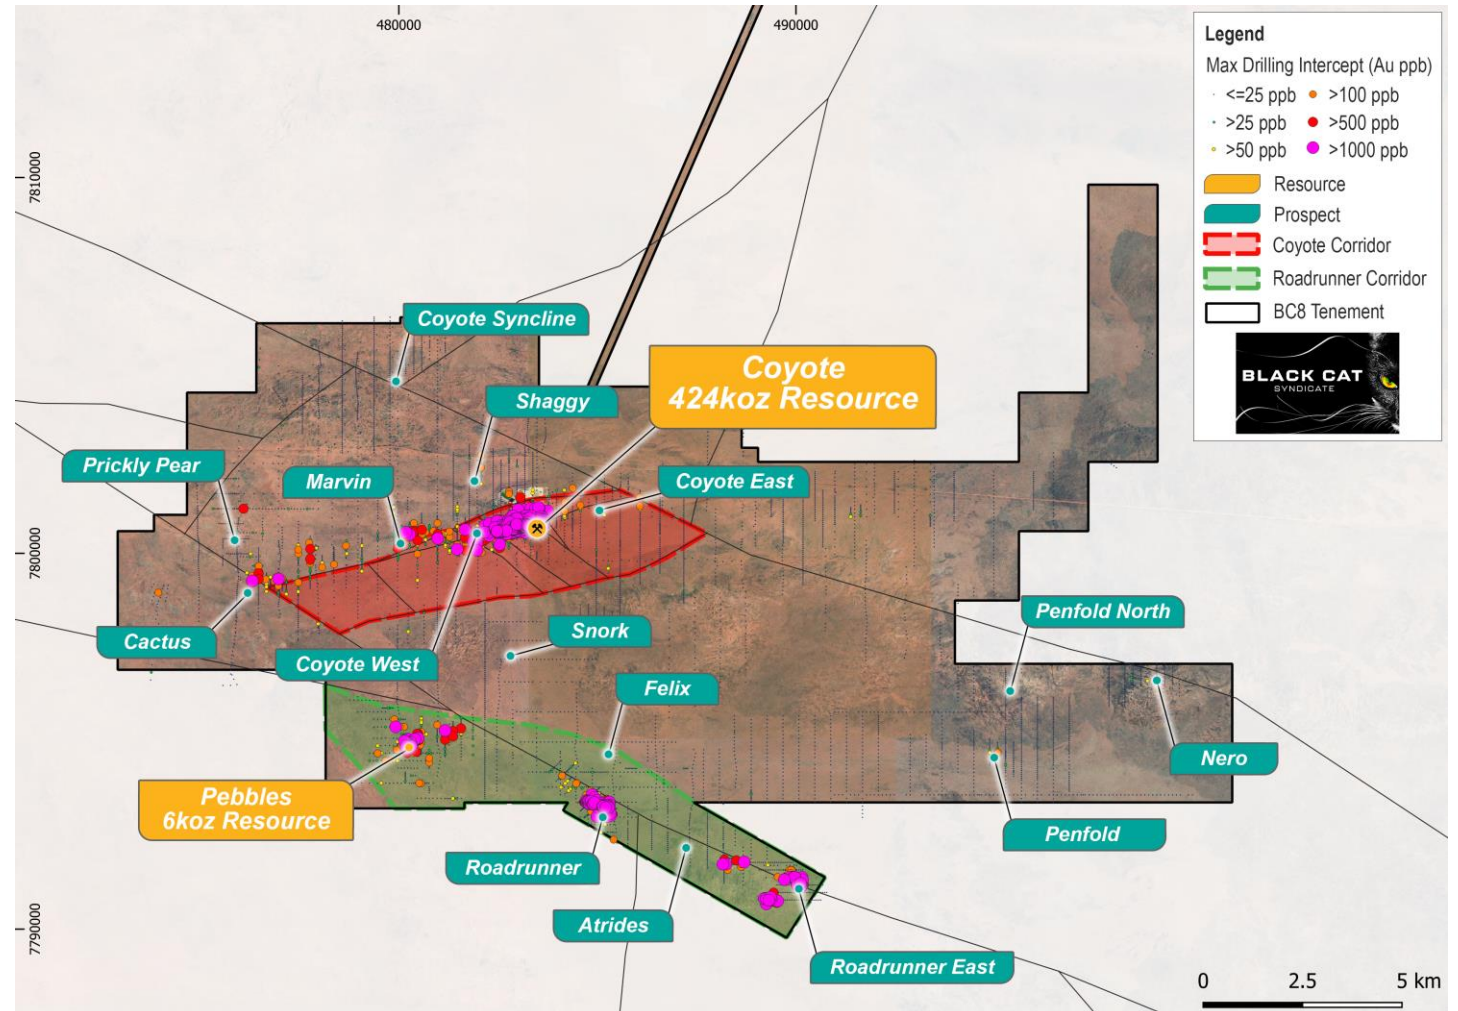 480000
490000
7810000
7800000
7790000
Legend
Max Drilling Intercept (Au ppb)
<=25 ppb
>100 ppb
>25 ppb
>500 ppb
>50 ppb
>1000 ppb
Resource
Prospect
Coyote Corridor
Roadrunner Corridor
BC8 Tenement
BLACK CAT
SYNDICATE
Coyote Syncline
Coyote
424koz Resource
Shaggy
Prickly Pear
Marvin
Coyote East
Cactus
Coyote West
Snork
Penfold North
Felix
Nero
Pebbles
6koz Resource
Penfold
Roadrunner
Atrides
Roadrunner East
0
2.5
5 km